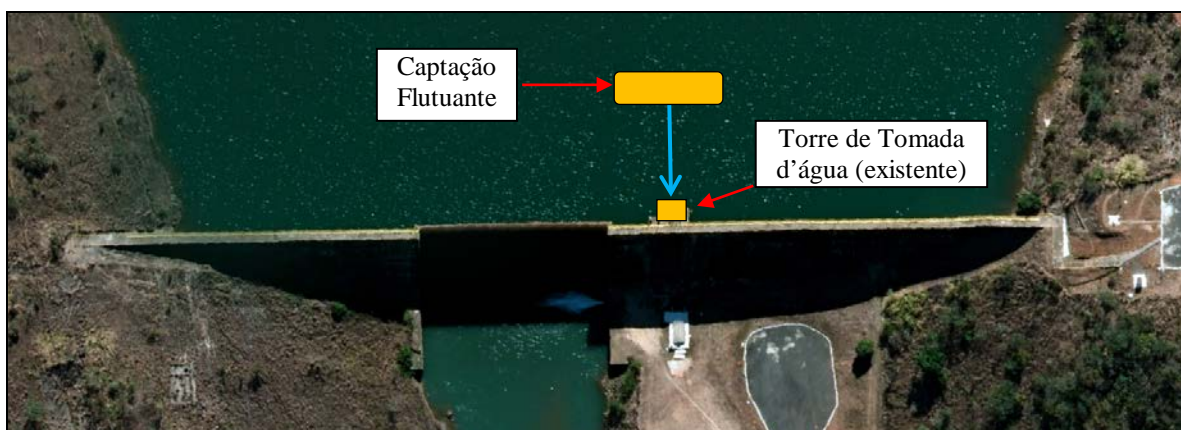 Captação
Flutuante
Torre de Tomada
d’água (existente)